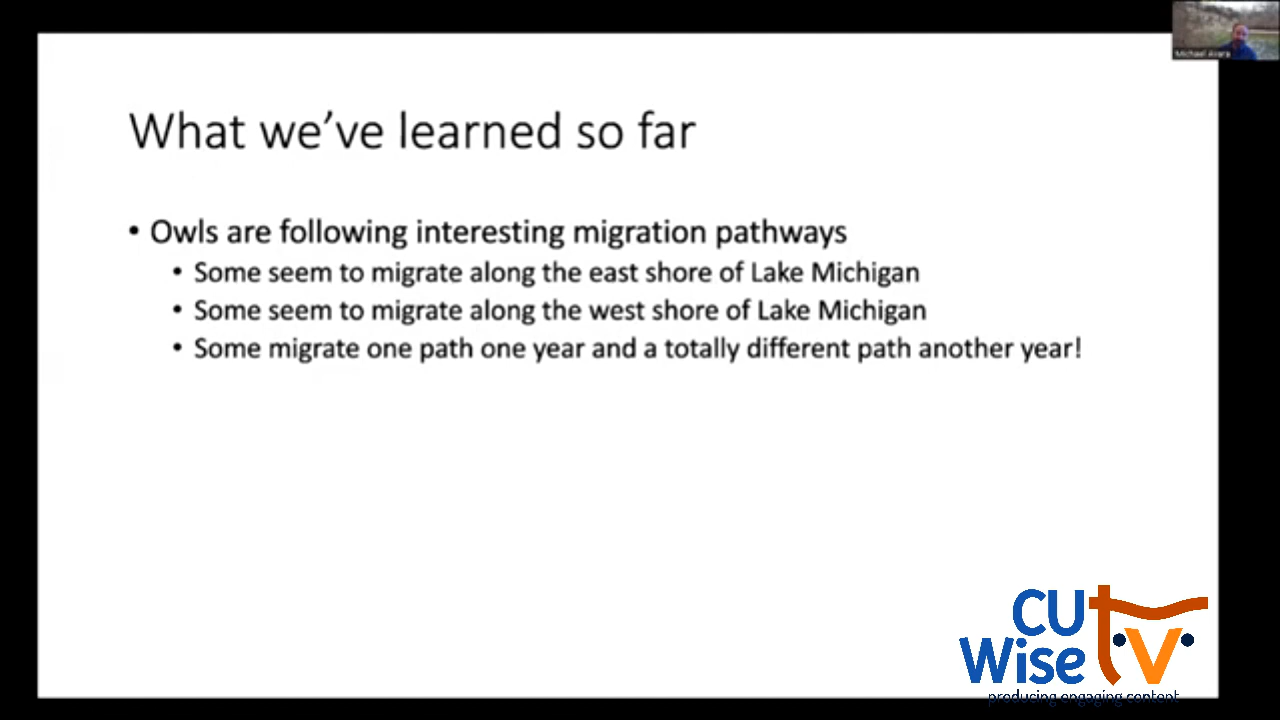 Michael Avara
What we've learned so far
• Owls are following interesting migration pathways
• Some seem to migrate along the east shore of Lake Michigan
• Some seem to migrate along the west shore of Lake Michigan
• Some migrate one path one year and a totally different path another year!
CU
Wise tv
producing engaging content